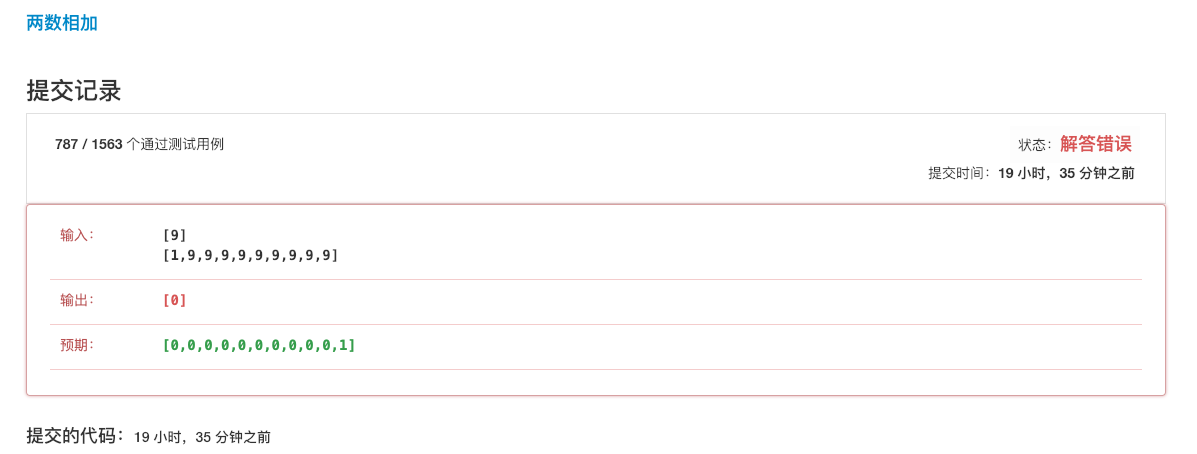 两数相加
提交记录
787 / 1563 个通过测试用例
状态：解答错误
提交时间：19 小时，35 分钟之前
输入： [9]
[1,9,9,9,9,9,9,9,9,9]
输出： [0]
预期： [0,0,0,0,0,0,0,0,0,0,1]
提交的代码：19 小时，35 分钟之前